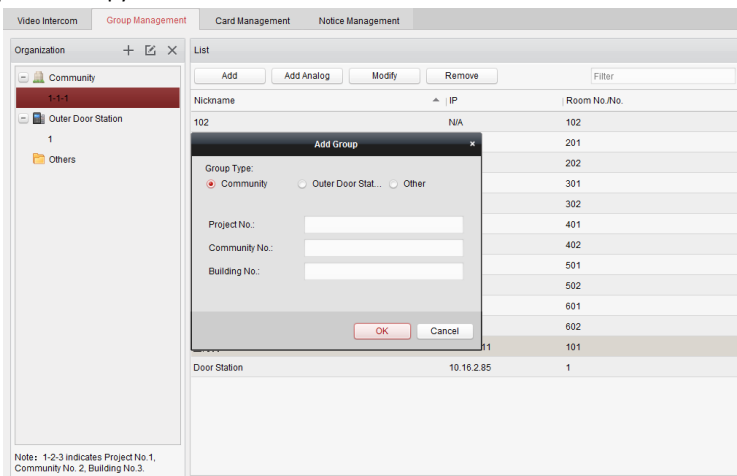 Video Intercom Group Management Card Management Notice Management
Organization List
Community Add Add Analog Modify Remove Filter
1-1-1 Nickname IP Room No./No.
Outer Door Station 102 N/A 102
1 Add Group × 201
Others Group Type: 202
Community Outer Door Stat... Other 301
302
Project No.: 401
Community No.: 402
Building No.: 501
502
601
OK Cancel 602
11 101
Door Station 10.16.2.85 1
Note: 1-2-3 indicates Project No.1,
Community No. 2, Building No.3.